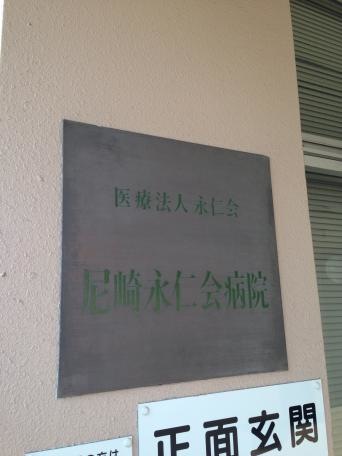 医療法人 永仁会
尼崎永仁会病院
正面玄関